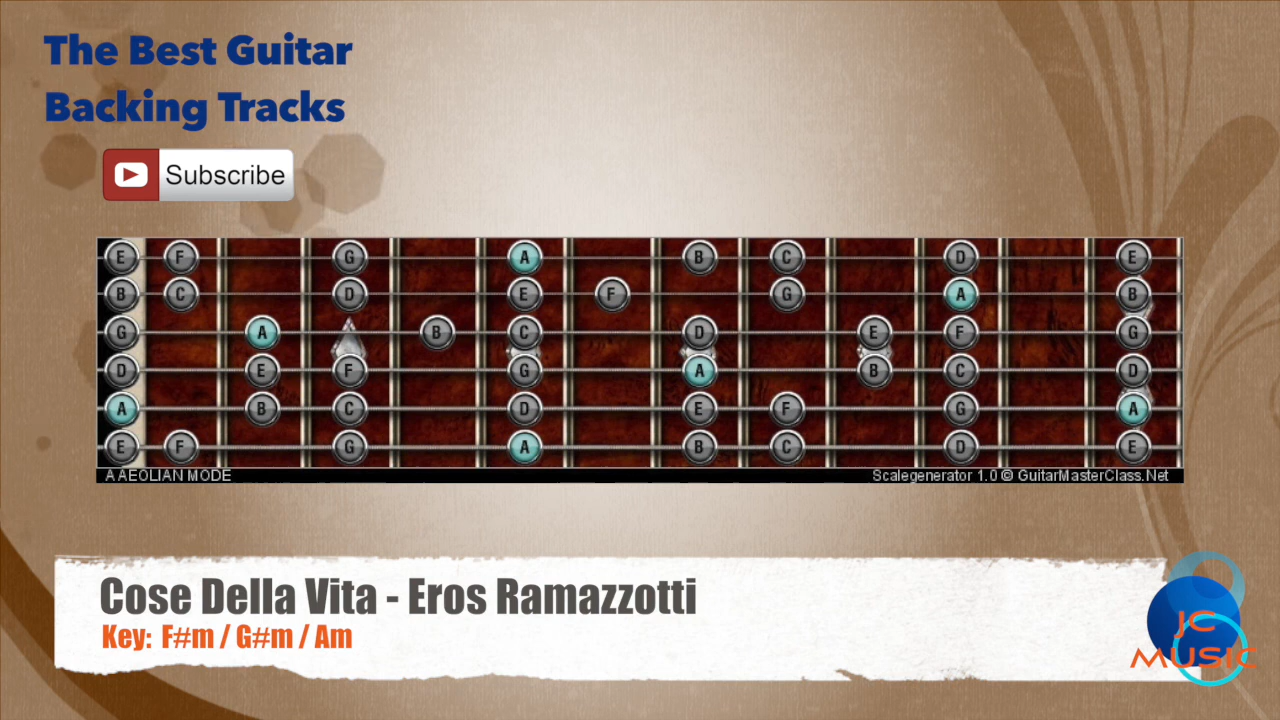 The Best Guitar
Backing Tracks
Subscribe
E F G A B C D E
B C D E F G A B
G A B C D E F G
D E F G A B C D
A B C D E F G A
E F G A B C D E
A AEOLIAN MODE
Scalegenerator 1.0 © GuitarMasterClass.Net
Cose Della Vita - Eros Ramazzotti
Key: F#m / G#m / Am
JC
MUSIC